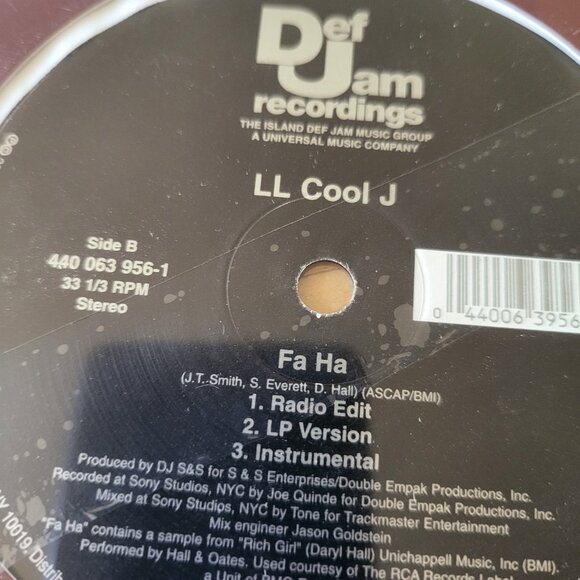 Def
Jam
recordings
THE ISLAND DEF JAM MUSIC GROUP
A UNIVERSAL MUSIC COMPANY
LL Cool J
Side B
440 063 956-1
33 1/3 RPM
Stereo
0 44006 3956
Fa Ha
(J.T. Smith, S. Everett, D. Hall) (ASCAP/BMI)
1. Radio Edit
2. LP Version
3. Instrumental
Produced by DJ S&S for S & S Enterprises/Double Empak Productions, Inc.
Recorded at Sony Studios, NYC by Joe Quinde for Double Empak Productions, Inc.
Mixed at Sony Studios, NYC by Tone for Trackmaster Entertainment
Mix engineer Jason Goldstein
"Fa Ha" contains a sample from "Rich Girl" (Daryl Hall) Unichappell Music, Inc (BMI).
Performed by Hall & Oates, Used courtesy of The RCA Records
a Unit of BMG
10019 Distrib